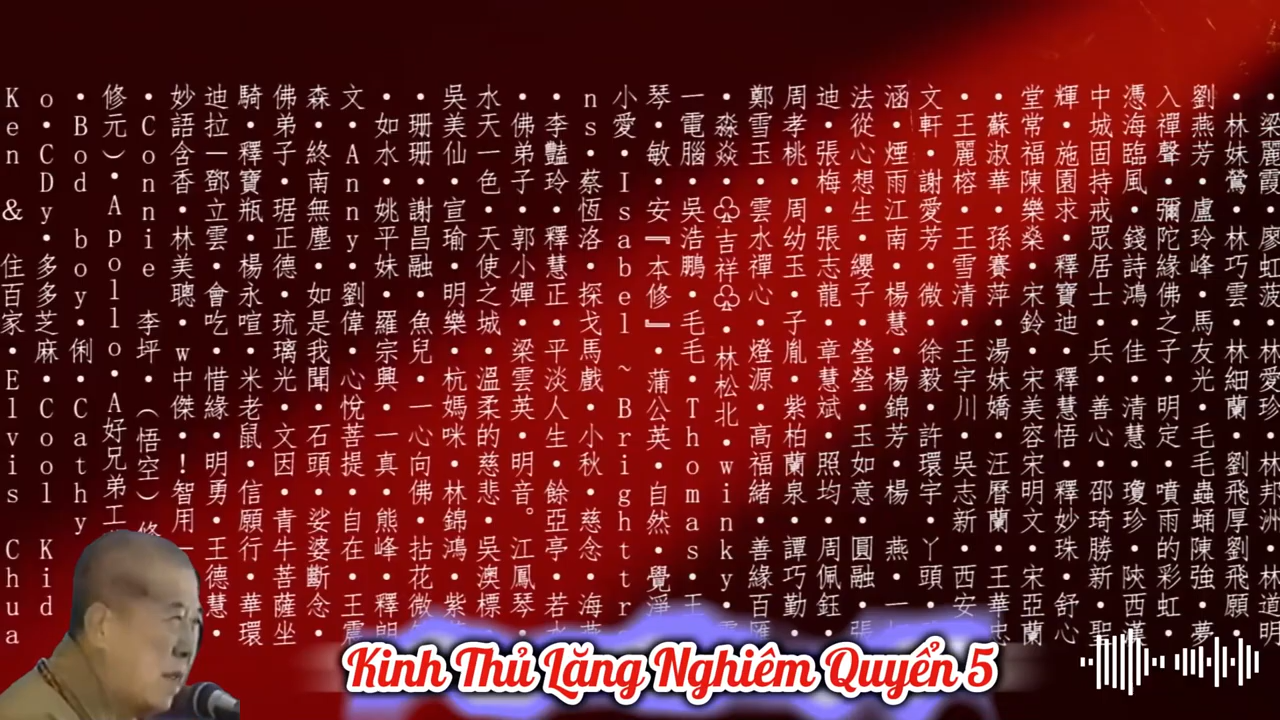 梁麗霞・廖虹菠・林愛珍・林邦洲・林道明
・林妹鶯・林巧雲・林細蘭・劉飛厚劉飛願・
劉燕芳・盧玲峰・馬友光・毛毛蟲蛹陳強・夢
入禪聲・彌陀緣佛之子・明定・噴雨的彩虹・
憑海臨風・錢詩鴻・佳・清慧・瓊珍・陝西漢
中城固持戒眾居士・兵・善心・邵琦勝新・聖
輝・施園求・釋寶迪・釋慧悟・釋妙珠・舒心
堂常福陳樂燊・宋鈴・宋美容宋明文・宋亞蘭
・蘇淑華・孫賽萍・湯妹嬌・汪曆蘭・王華忠
・王麗榕・王雪清・王宇川・吳志新・西安
文軒・謝愛芳・微・徐毅・許環宇・丫頭・
涵・煙雨江南・楊慧・楊錦芳・楊 燕・一
法從心想生・纓子・瑩瑩・玉如意・圓融・張
迪・張梅・張志龍・章慧斌・照均・周佩鈺・
周孝桃・周幼玉・子胤・紫柏蘭泉・譚巧勤・
鄭雪玉・雲水禪心・燈源・高福緒・善緣百匯
・淼焱・♧吉祥♧・林松北・winky・
一電腦・吳浩鵬・毛毛・Thomas・王
琴・敏・安『本修』・蒲公英・自然・覺淨
小愛・Isabel~Brightr
ns・蔡恆洛・探戈馬戲・小秋・慈念・海燕
・李豔玲・釋慧正・平淡人生・餘亞亭・若水
・佛弟子・郭小嬋・梁雲英・明音。江鳳琴・
水天一色・天使之城・溫柔的慈悲・吳澳標・
吳美仙・宣瑜・明樂・杭媽咪・林錦鴻・紫
・珊珊・謝昌融・魚兒・一心向佛・拈花微
・如水・姚平妹・羅宗興・一真・熊峰・釋朗
文・Anny・劉偉・心悅菩提・自在・王震
森・終南無塵・如是我聞・石頭・娑婆斷念・
佛弟子・琚正德・琉璃光・文因・青牛菩薩坐
騎・釋寶瓶・楊永喧・米老鼠・信願行・華環
迪拉—鄧立雲・會吃・惜緣・明勇・王德慧・
妙語含香・林美聰・w中傑・!智用一
・Connie 李坪・（悟空）修
修元）・Apollo・A好兄弟工
・Bod boy・俐・Cathy
o・CDy・多多芝麻・Cool Kid
Ken & 住百家・Elvis Chua
Kinh Thủ Lăng Nghiêm Quyển 5